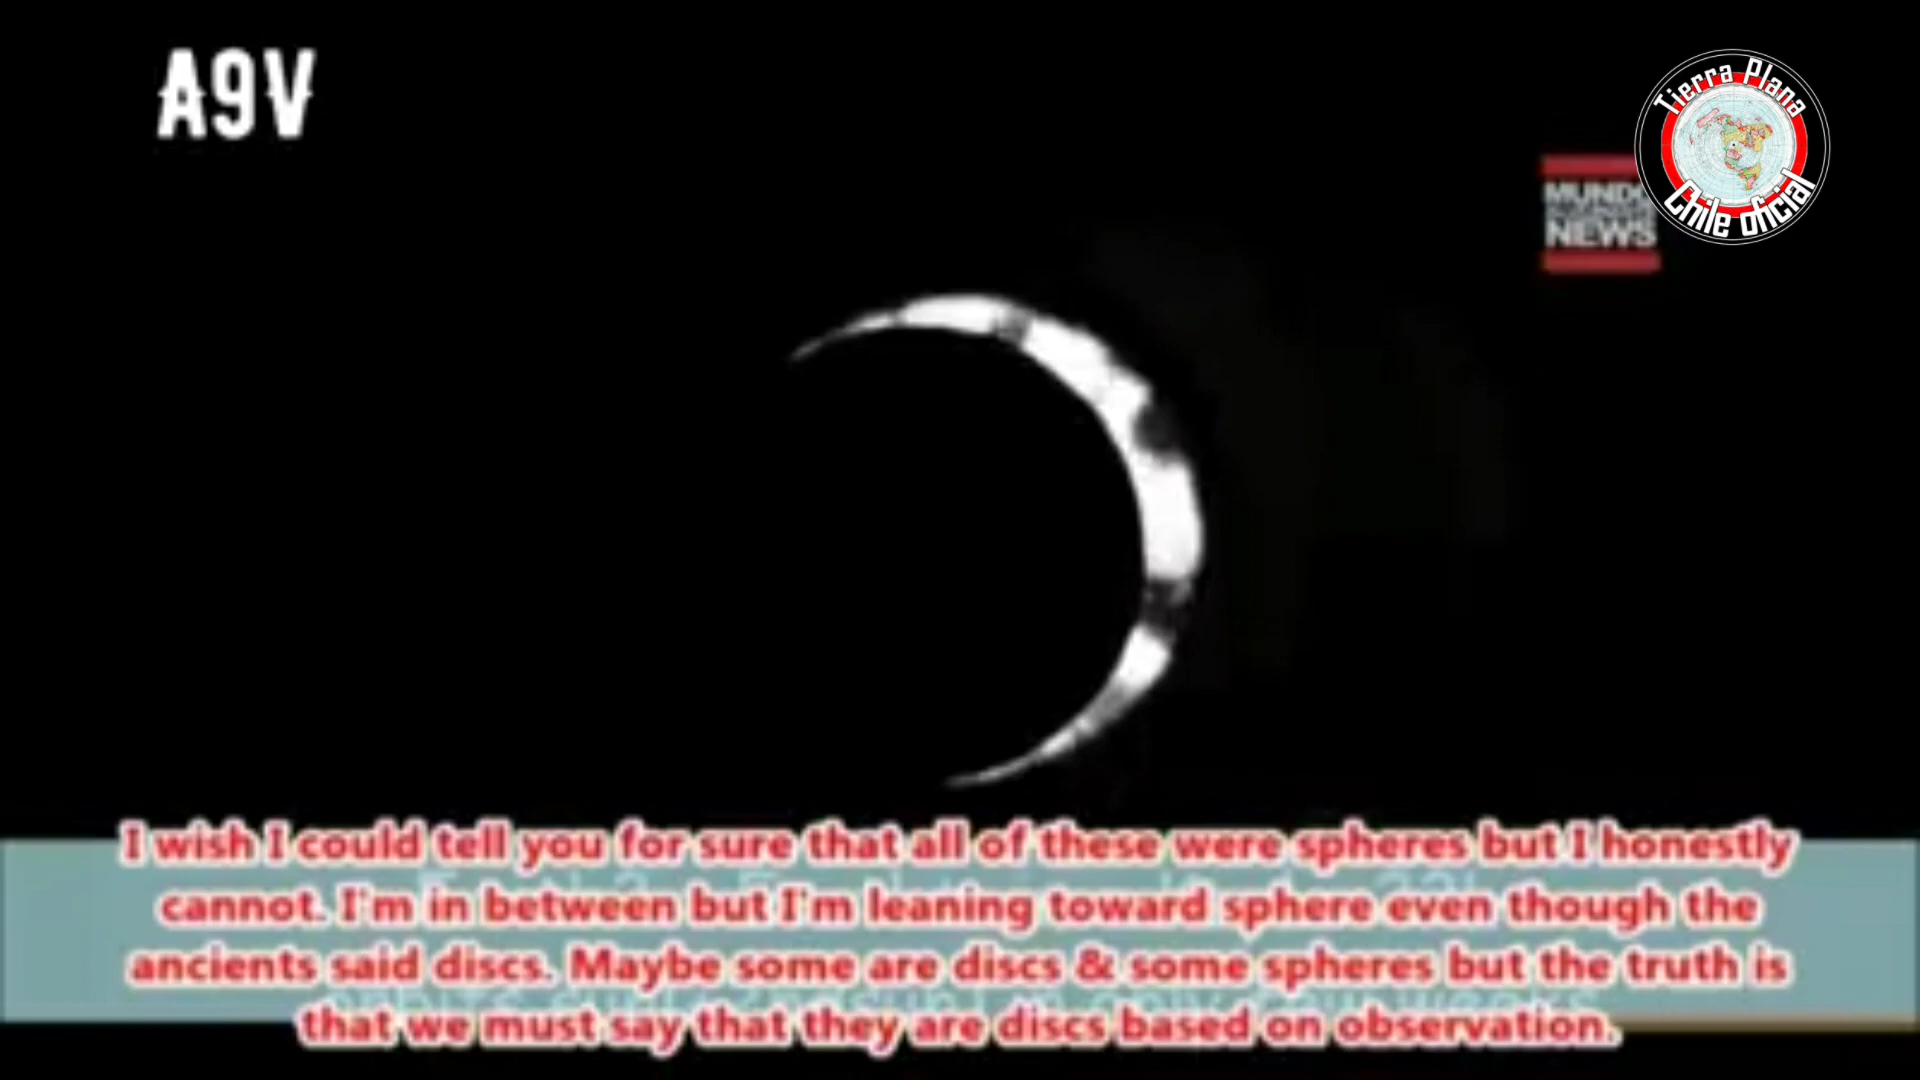 A9V
Tierra Plana
Chile oficial
MUND
NEWS
I wish I could tell you for sure that all of these were spheres but I honestly
cannot. I'm in between but I'm leaning toward sphere even though the
ancients said discs. Maybe some are discs & some spheres but the truth is
that we must say that they are discs based on observation.